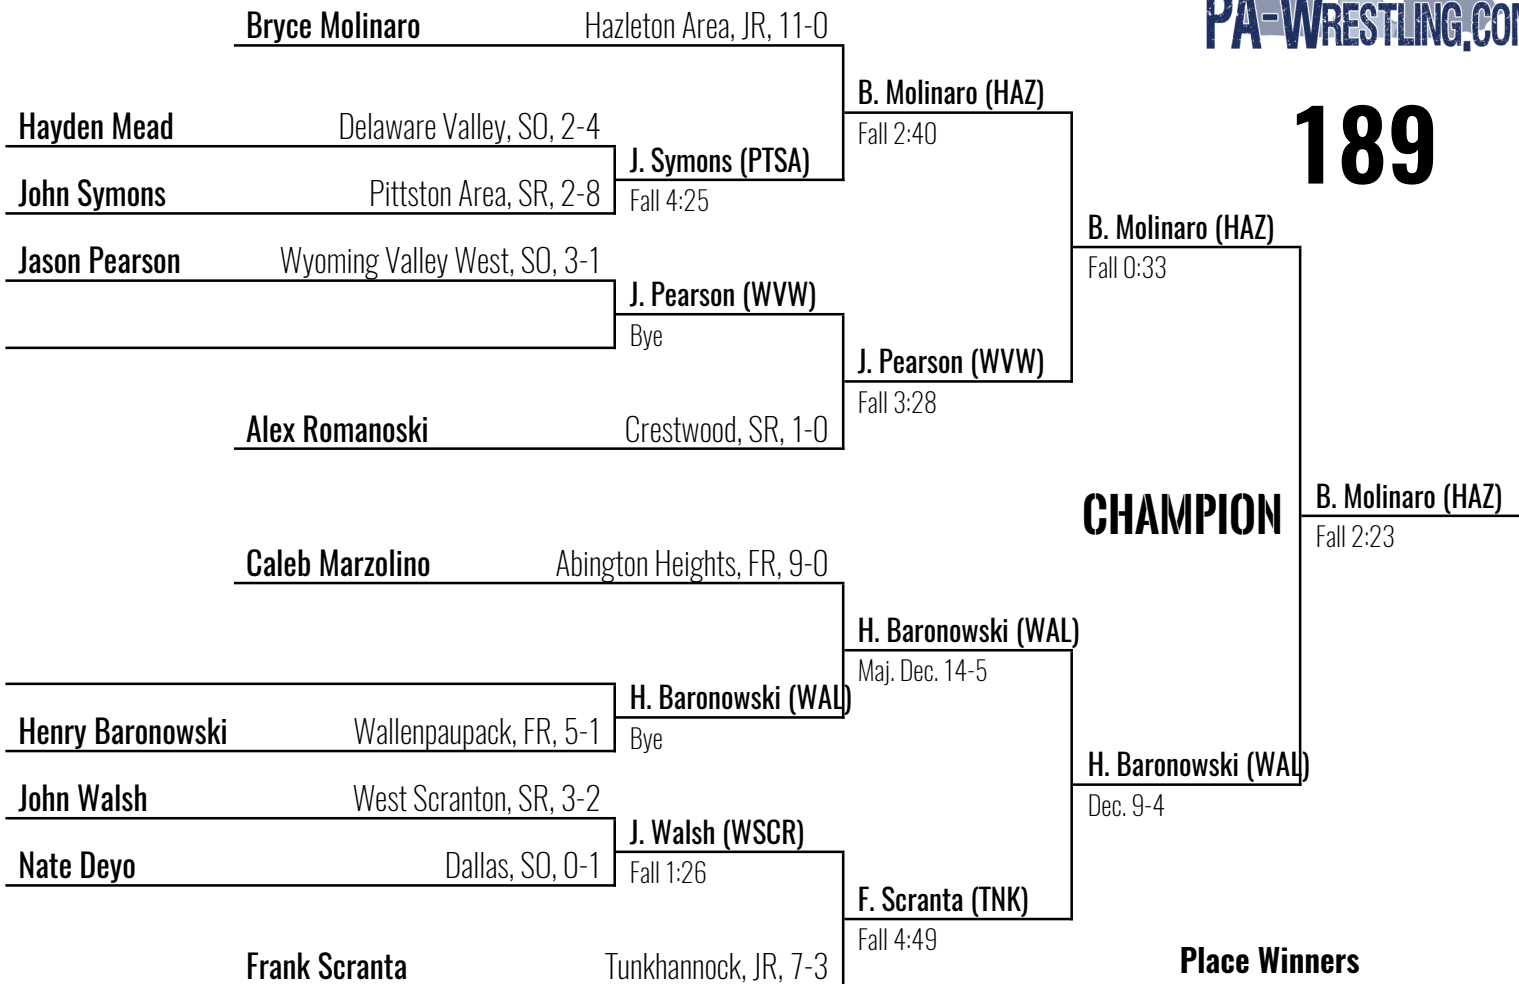 PA-WRESTLING.COM
189
Bryce Molinaro Hazleton Area, JR, 11-0
B. Molinaro (HAZ)
Fall 2:40
Hayden Mead Delaware Valley, SO, 2-4
J. Symons (PTSA)
Fall 4:25
John Symons Pittston Area, SR, 2-8
B. Molinaro (HAZ)
Fall 0:33
Jason Pearson Wyoming Valley West, SO, 3-1
J. Pearson (WVW)
Bye
J. Pearson (WVW)
Fall 3:28
Alex Romanoski Crestwood, SR, 1-0
CHAMPION
B. Molinaro (HAZ)
Fall 2:23
Caleb Marzolino Abington Heights, FR, 9-0
H. Baronowski (WAL)
Maj. Dec. 14-5
H. Baronowski (WAL)
Bye
Henry Baronowski Wallenpaupack, FR, 5-1
H. Baronowski (WAL)
Dec. 9-4
John Walsh West Scranton, SR, 3-2
J. Walsh (WSCR)
Fall 1:26
Nate Deyo Dallas, SO, 0-1
F. Scranta (TNK)
Fall 4:49
Frank Scranta Tunkhannock, JR, 7-3
Place Winners